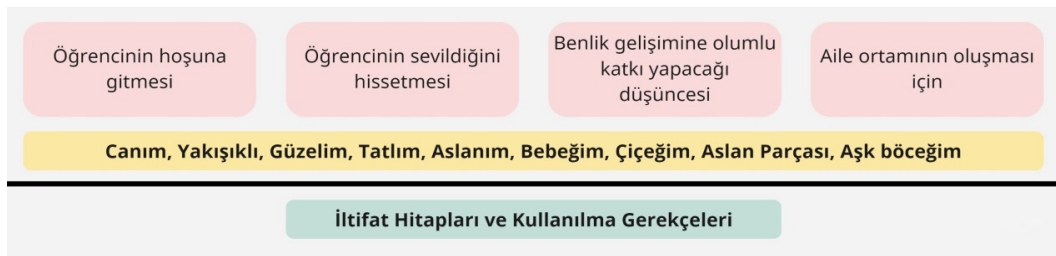 Öğrencinin hoşuna
gitmesi
Öğrencinin sevildiğini
hissetmesi
Benlik gelişimine olumlu
katkı yapacağı
düşüncesi
Aile ortamının oluşması
için
Canım, Yakışıklı, Güzelim, Tatlım, Aslanım, Bebeğim, Çiçeğim, Aslan Parçası, Aşk böceğim
İltifat Hitapları ve Kullanılma Gerekçeleri